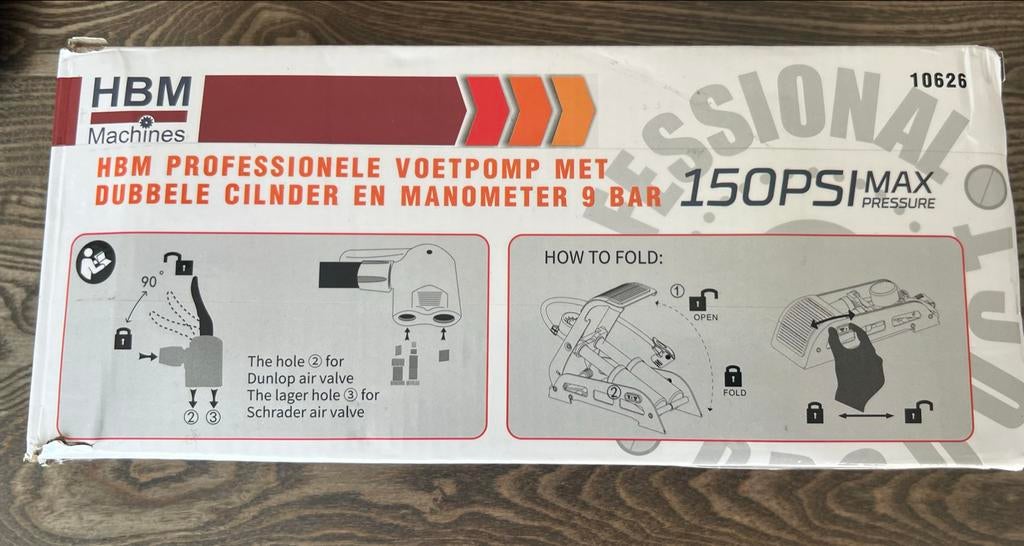 HBM
Machines
10626
FESSIONAL
HBM PROFESSIONELE VOETPOMP MET
DUBBELE CILNDER EN MANOMETER 9 BAR
150PSI MAX
PRESSURE
90°
The hole ② for
Dunlop air valve
The lager hole ③ for
Schrader air valve
② ③
HOW TO FOLD:
①
OPEN
②
FOLD